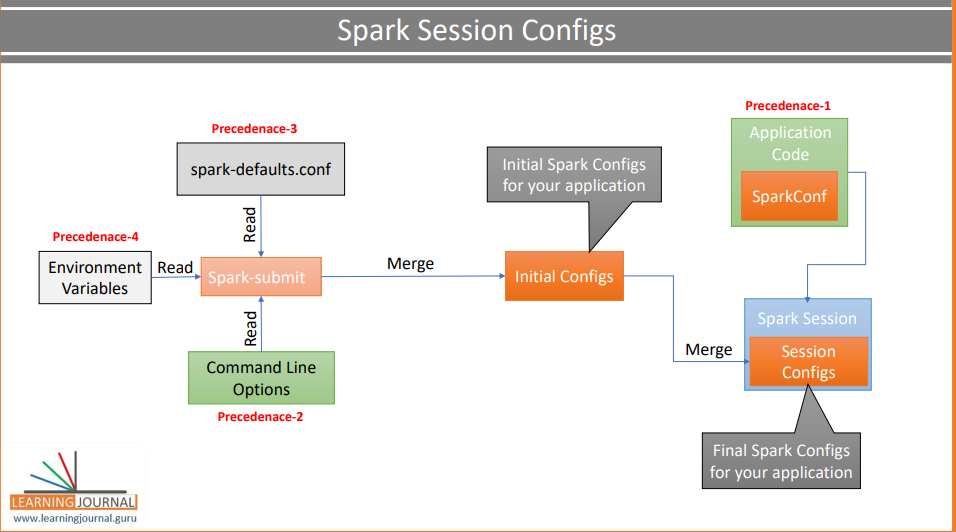 Spark Session Configs
Precedenace-3
spark-defaults.conf
Read
Precedenace-4
Environment
Variables
Read
Spark-submit
Read
Command Line
Options
Precedenace-2
Merge
Initial Spark Configs
for your application
Initial Configs
Precedenace-1
Application
Code
SparkConf
Merge
Spark Session
Session
Configs
Final Spark Configs
for your application
LEARNING JOURNAL
www.learningjournal.guru